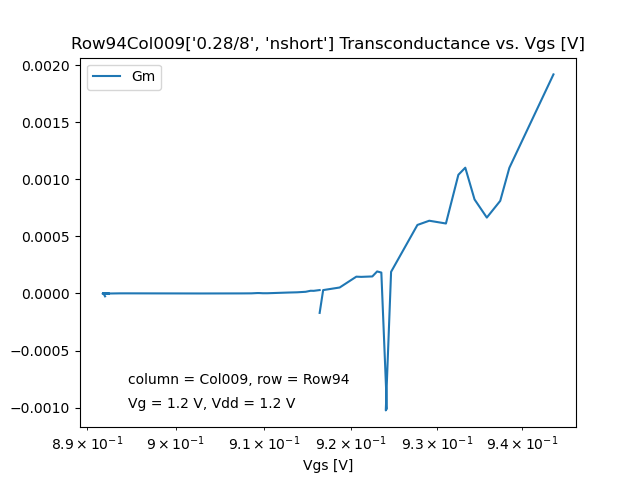 Row94Col009['0.28/8', 'nshort'] Transconductance vs. Vgs [V]
Gm
0.0020
0.0015
0.0010
0.0005
0.0000
−0.0005
−0.0010
column = Col009, row = Row94
Vg = 1.2 V, Vdd = 1.2 V
8.9 × 10⁻¹ 9 × 10⁻¹ 9.1 × 10⁻¹ 9.2 × 10⁻¹ 9.3 × 10⁻¹ 9.4 × 10⁻¹
Vgs [V]